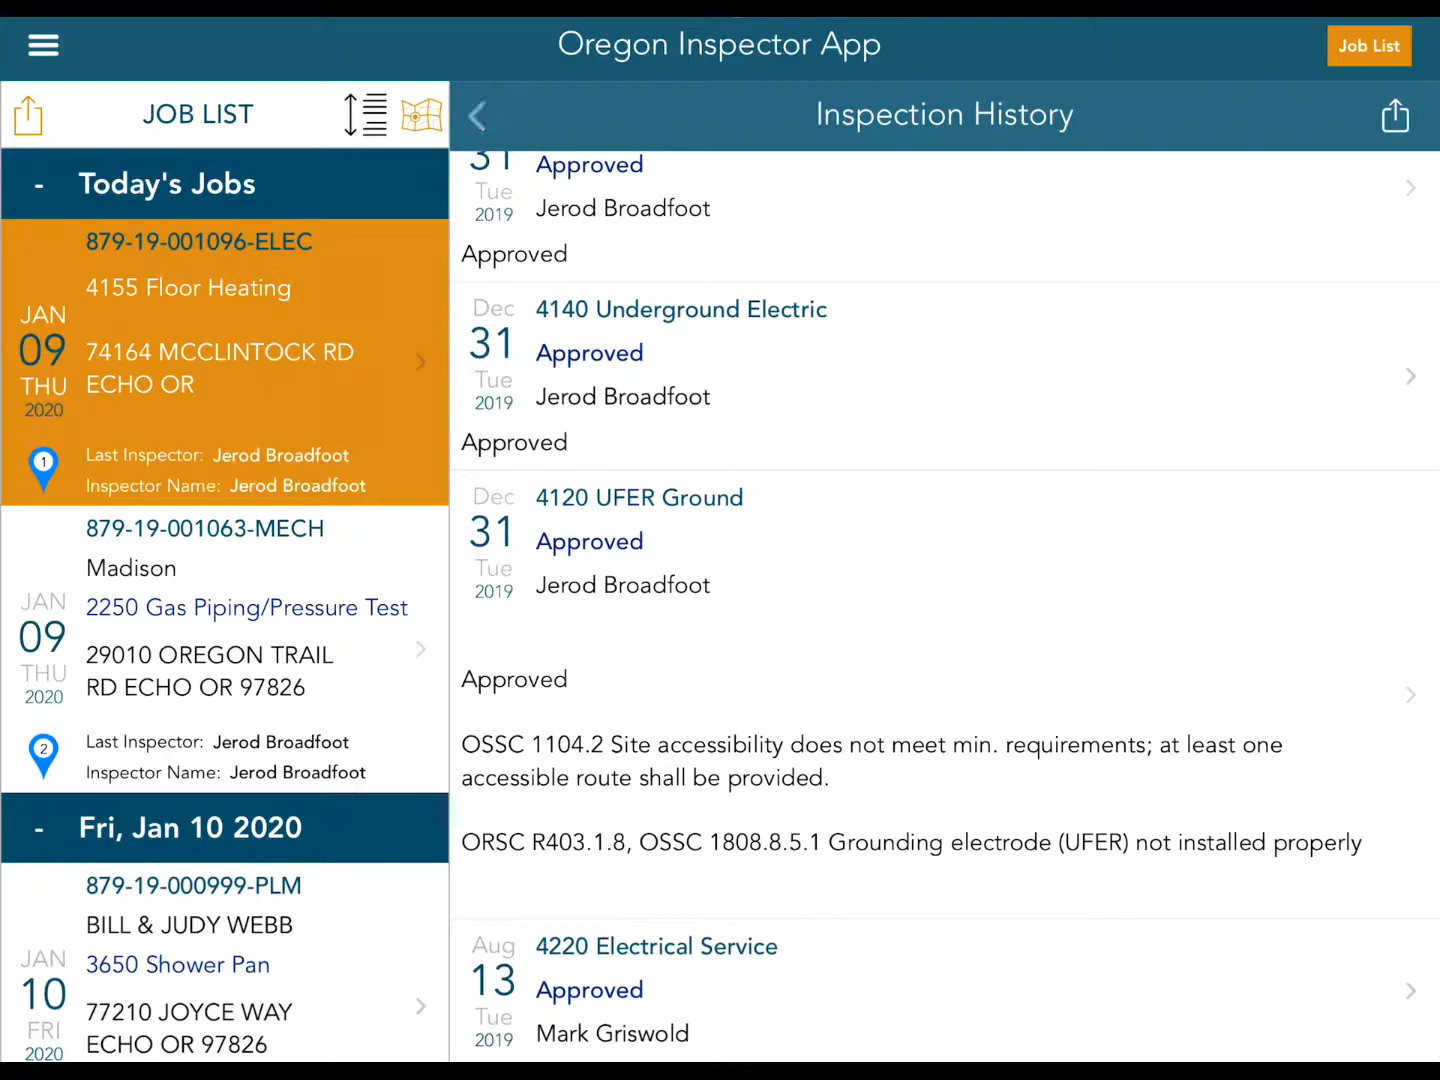 Oregon Inspector App
Job List
JOB LIST
Inspection History
- Today's Jobs
879-19-001096-ELEC
4155 Floor Heating
JAN
09
THU
2020
74164 MCCLINTOCK RD
ECHO OR
1
Last Inspector: Jerod Broadfoot
Inspector Name: Jerod Broadfoot
879-19-001063-MECH
Madison
2250 Gas Piping/Pressure Test
JAN
09
THU
2020
29010 OREGON TRAIL
RD ECHO OR 97826
2
Last Inspector: Jerod Broadfoot
Inspector Name: Jerod Broadfoot
- Fri, Jan 10 2020
879-19-000999-PLM
BILL & JUDY WEBB
3650 Shower Pan
JAN
10
FRI
2020
77210 JOYCE WAY
ECHO OR 97826
31
Tue
2019
Approved
Jerod Broadfoot
Approved
Dec
31
Tue
2019
4140 Underground Electric
Approved
Jerod Broadfoot
Approved
Dec
31
Tue
2019
4120 UFER Ground
Approved
Jerod Broadfoot
Approved
OSSC 1104.2 Site accessibility does not meet min. requirements; at least one
accessible route shall be provided.
ORSC R403.1.8, OSSC 1808.8.5.1 Grounding electrode (UFER) not installed properly
Aug
13
Tue
2019
4220 Electrical Service
Approved
Mark Griswold